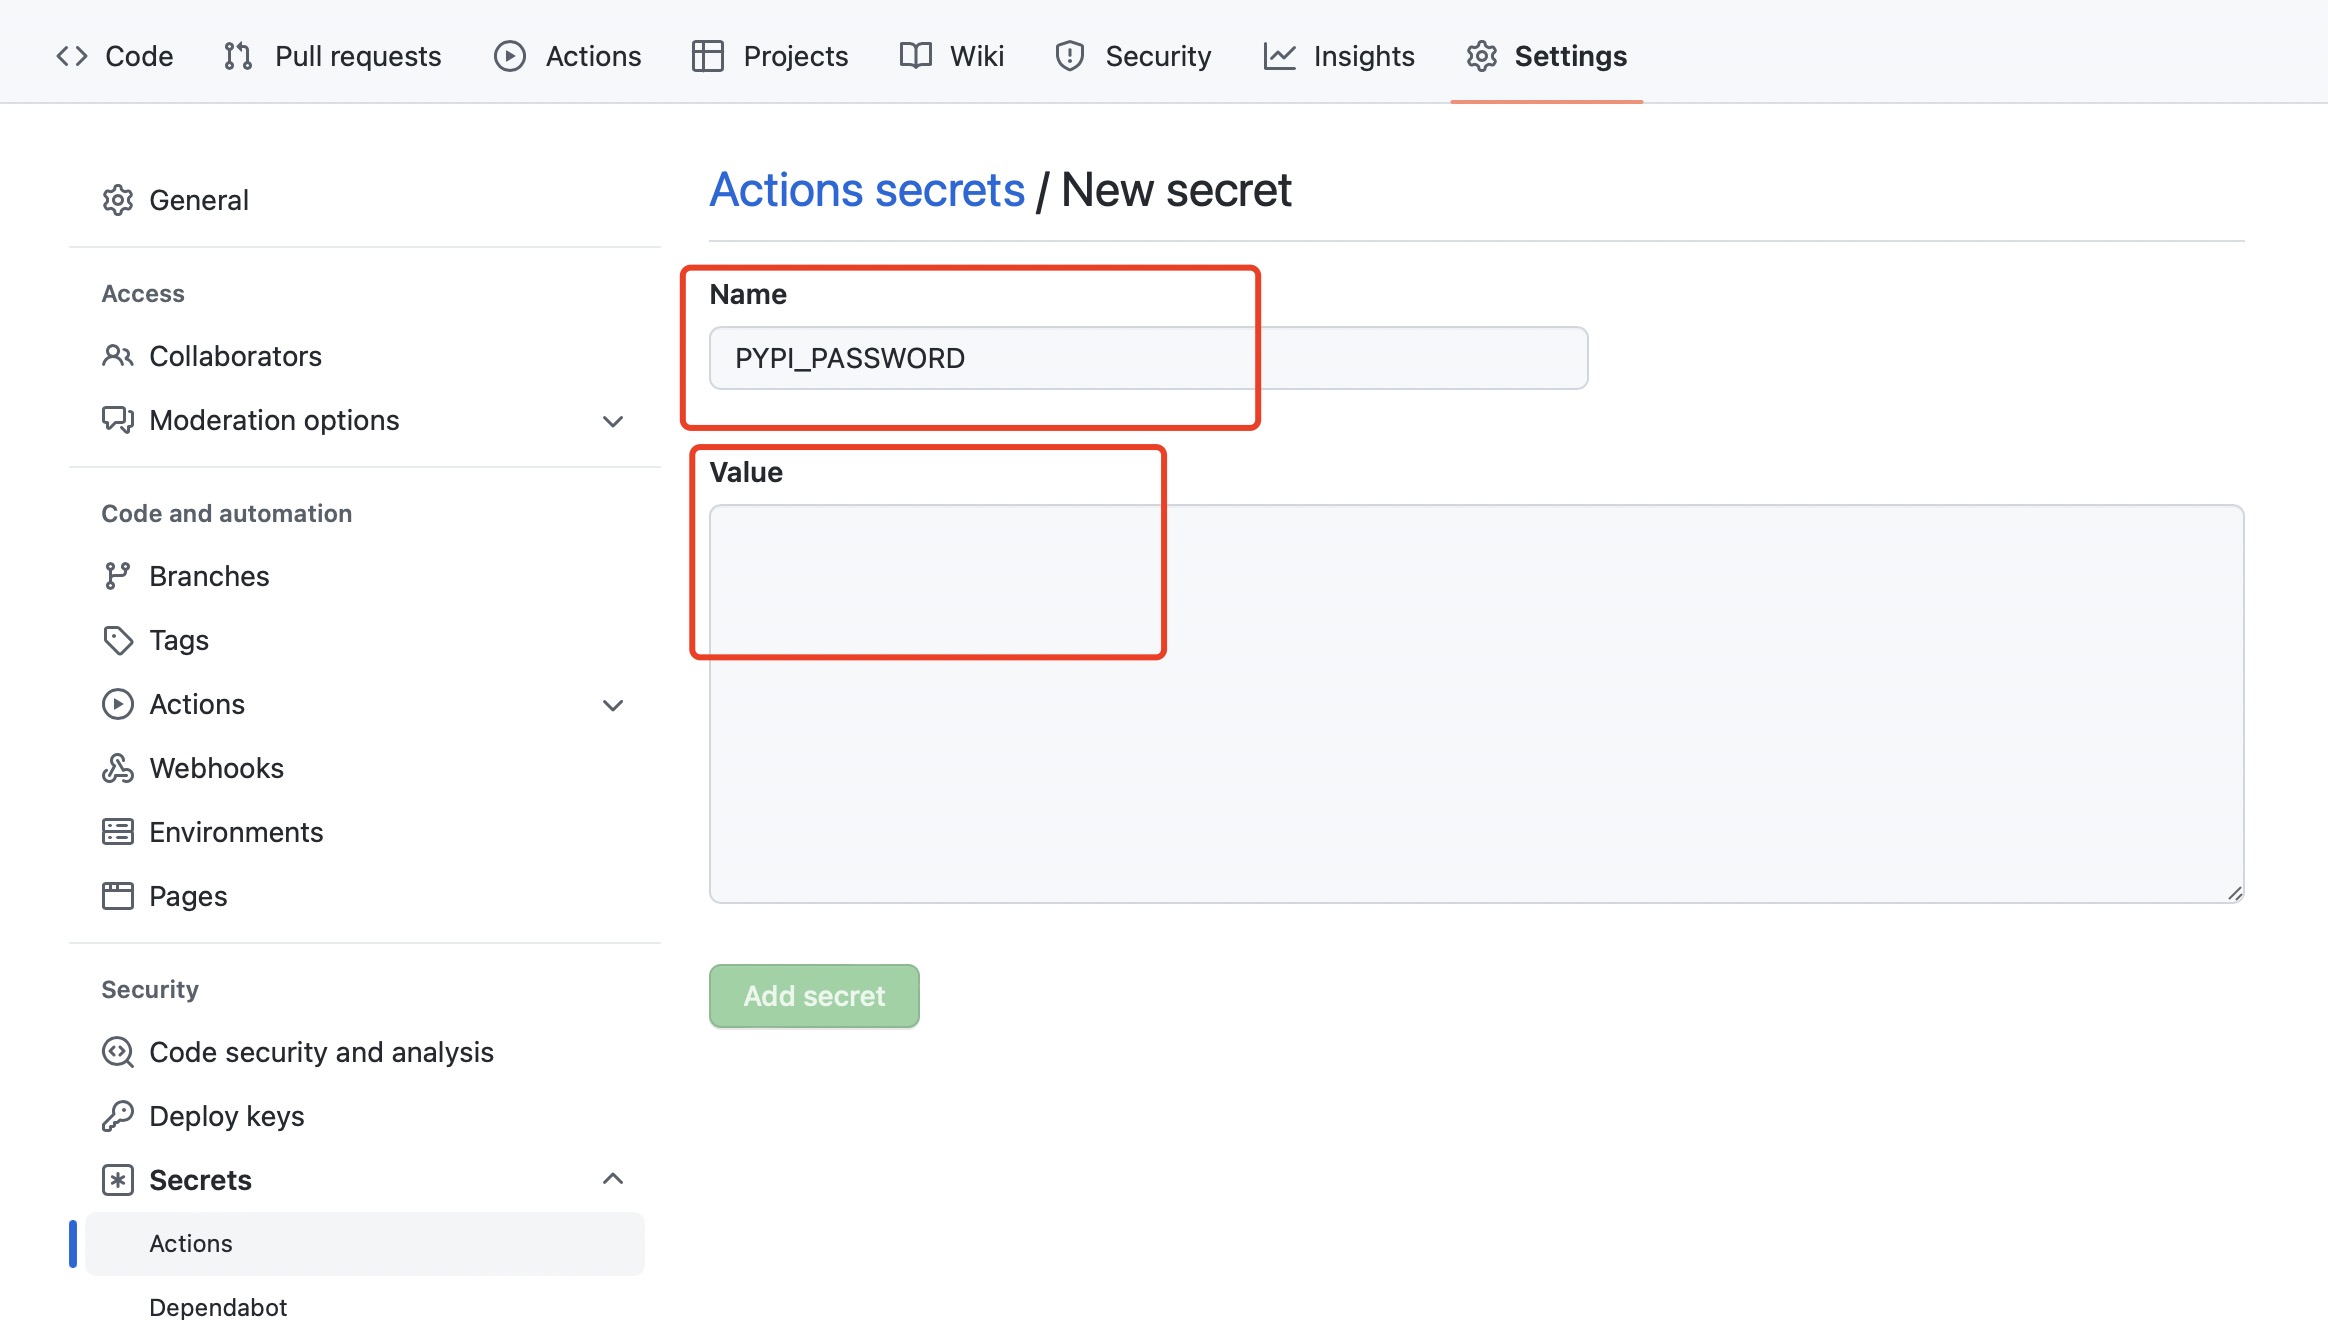 Code Pull requests Actions Projects Wiki Security Insights Settings
General
Access
Collaborators
Moderation options
Code and automation
Branches
Tags
Actions
Webhooks
Environments
Pages
Security
Code security and analysis
Deploy keys
Secrets
Actions
Dependabot
Actions secrets / New secret
Name
PYPI_PASSWORD
Value
Add secret